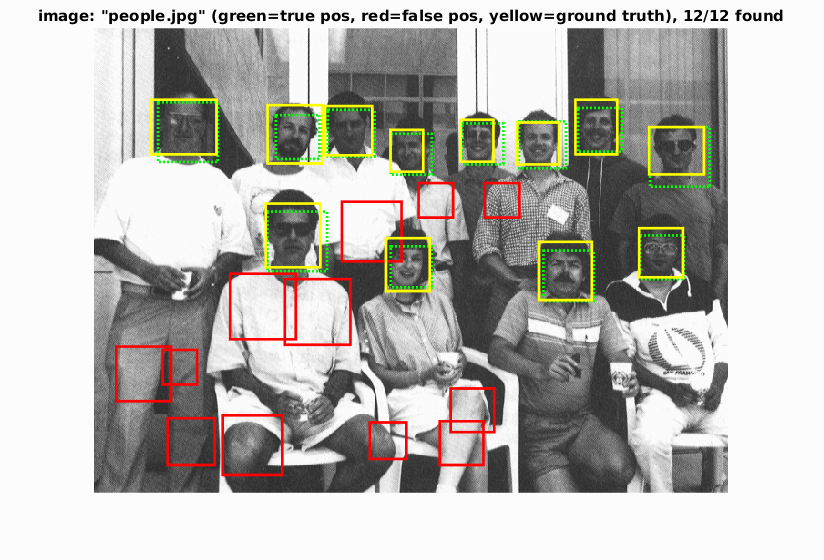 image: "people.jpg" (green=true pos, red=false pos, yellow=ground truth), 12/12 found